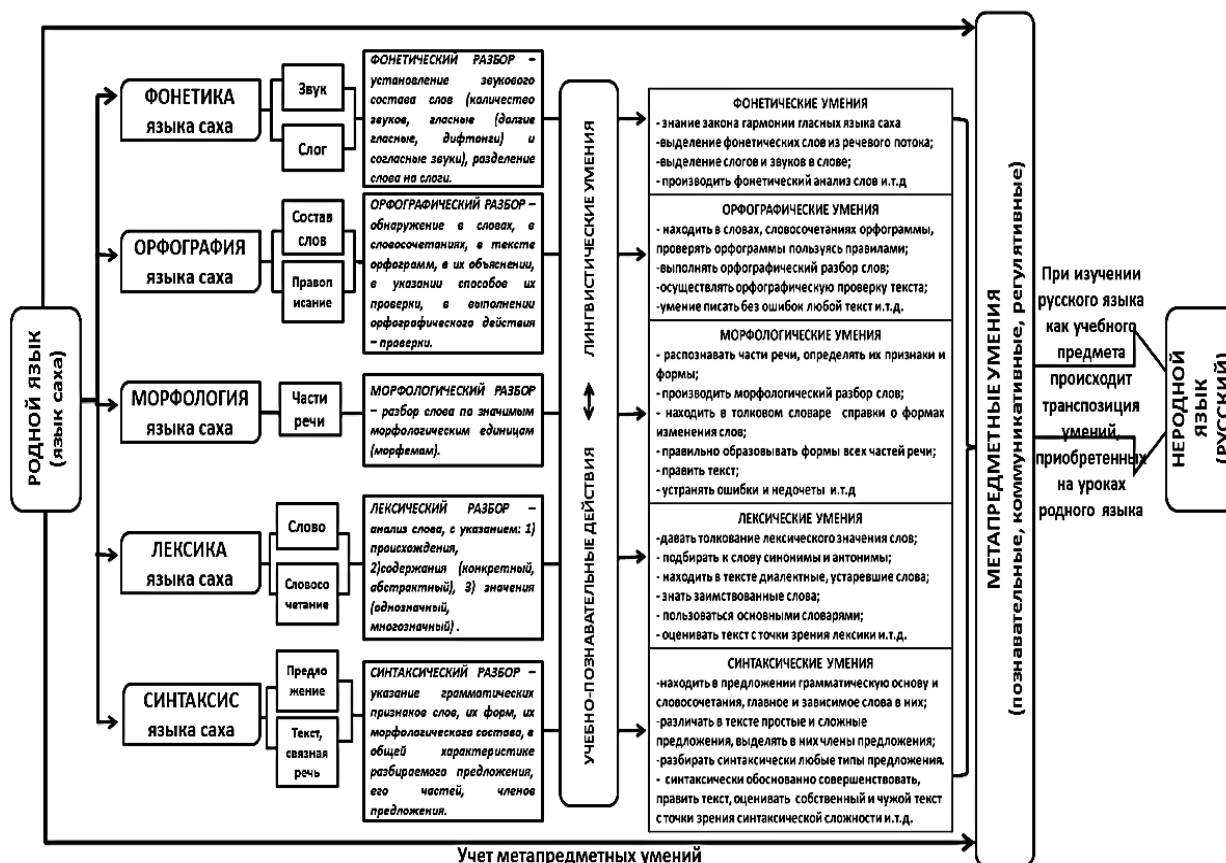 РОДНОЙ ЯЗЫК
(язык саха)
ФОНЕТИКА
языка саха
Звук
Слог
ФОНЕТИЧЕСКИЙ РАЗБОР –
установление звукового
состава слов (количество
звуков, гласные (долгие
гласные, дифтонги) и
согласные звуки), разделение
слова на слоги.
ОРФОГРАФИЯ
языка саха
Состав
слов
Правоп
исание
ОРФОГРАФИЧЕСКИЙ РАЗБОР –
обнаружение в словах, в
словосочетаниях, в тексте
орфограмм, в их объяснении,
в указании способов их
проверки, в выполнении
орфографического действия
– проверки.
МОРФОЛОГИЯ
языка саха
Части
речи
МОРФОЛОГИЧЕСКИЙ РАЗБОР
– разбор слова по значимым
морфологическим единицам
(морфемам).
ЛЕКСИКА
языка саха
Слово
Словосо
четание
ЛЕКСИЧЕСКИЙ РАЗБОР –
анализ слова, с указанием: 1)
происхождения,
2)содержания (конкретный,
абстрактный), 3) значения
(однозначный,
многозначный) .
СИНТАКСИС
языка саха
Предло
жение
Текст,
связная
речь
СИНТАКСИЧЕСКИЙ РАЗБОР –
указание грамматических
признаков слов, их форм, их
морфологического состава, в
общей характеристике
разбираемого предложения,
его частей, членов
предложения.
УЧЕБНО-ПОЗНАВАТЕЛЬНЫЕ ДЕЙСТВИЯ
ЛИНГВИСТИЧЕСКИЕ УМЕНИЯ
ФОНЕТИЧЕСКИЕ УМЕНИЯ
- знание закона гармонии гласных языка саха
-выделение фонетических слов из речевого потока;
-выделение слогов и звуков в слове;
- производить фонетический анализ слов и.т.д
ОРФОГРАФИЧЕСКИЕ УМЕНИЯ
- находить в словах, словосочетаниях орфограммы,
проверять орфограммы пользуясь правилами;
-выполнять орфографический разбор слов;
-осуществлять орфографическую проверку текста;
-умение писать без ошибок любой текст и.т.д.
МОРФОЛОГИЧЕСКИЕ УМЕНИЯ
- распознавать части речи, определять их признаки и
формы;
- производить морфологический разбор слов;
- находить в толковом словаре справки о формах
изменения слов;
- правильно образовывать формы всех частей речи;
- править текст;
- устранять ошибки и недочеты и.т.д
ЛЕКСИЧЕСКИЕ УМЕНИЯ
-давать толкование лексического значения слов;
- подбирать к слову синонимы и антонимы;
- находить в тексте диалектные, устаревшие слова;
- знать заимствованные слова;
- пользоваться основными словарями;
- оценивать текст с точки зрения лексики и.т.д.
СИНТАКСИЧЕСКИЕ УМЕНИЯ
-находить в предложении грамматическую основу и
словосочетания, главное и зависимое слова в них;
- различать в тексте простые и сложные
предложения, выделять в них члены предложения;
- разбирать синтаксически любые типы предложения.
- синтаксически обоснованно совершенствовать,
править текст, оценивать собственный и чужой текст
с точки зрения синтаксической сложности и.т.д.
МЕТАПРЕДМЕТНЫЕ УМЕНИЯ
(познавательные, коммуникативные, регулятивные)
При изучении
русского языка
как учебного
предмета
происходит
транспозиция
умений,
приобретенных
на уроках
родного языка
НЕРОДНОЙ
ЯЗЫК
(РУССКИЙ)
Учет метапредметных умений